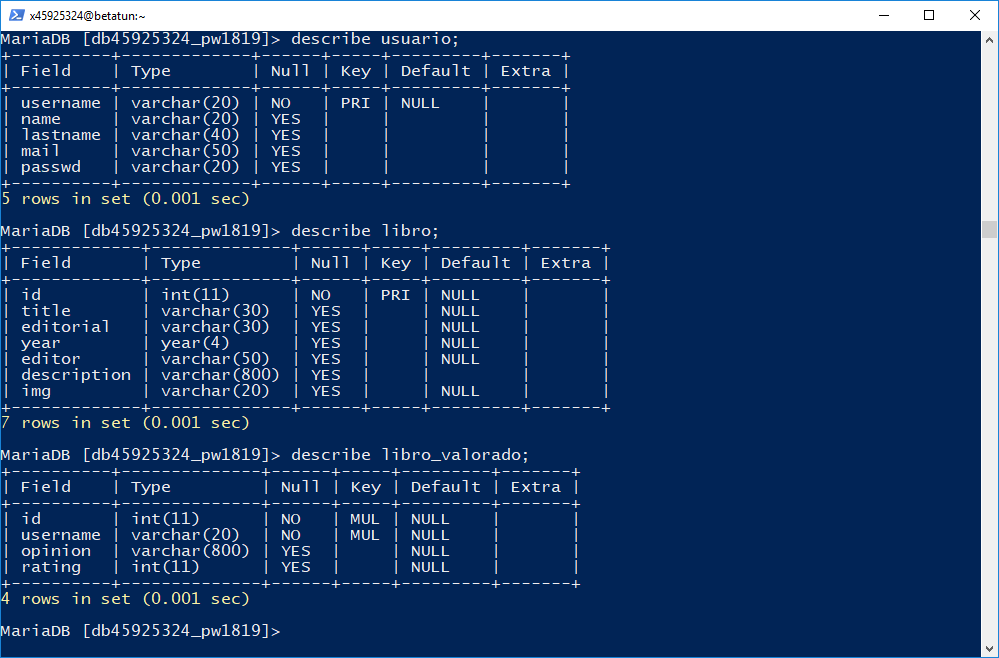 x45925324@betatun:~
MariaDB [db45925324_pw1819]> describe usuario;
+----------+-------------+------+-----+---------+-------+
| Field    | Type        | Null | Key | Default | Extra |
+----------+-------------+------+-----+---------+-------+
| username | varchar(20) | NO   | PRI | NULL    |       |
| name     | varchar(20) | YES  |     |         |       |
| lastname | varchar(40) | YES  |     |         |       |
| mail     | varchar(50) | YES  |     |         |       |
| passwd   | varchar(20) | YES  |     |         |       |
+----------+-------------+------+-----+---------+-------+
5 rows in set (0.001 sec)
MariaDB [db45925324_pw1819]> describe libro;
+-------------+--------------+------+-----+---------+-------+
| Field       | Type         | Null | Key | Default | Extra |
+-------------+--------------+------+-----+---------+-------+
| id          | int(11)      | NO   | PRI | NULL    |       |
| title       | varchar(30)  | YES  |     | NULL    |       |
| editorial   | varchar(30)  | YES  |     | NULL    |       |
| year        | year(4)      | YES  |     | NULL    |       |
| editor      | varchar(50)  | YES  |     | NULL    |       |
| description | varchar(800) | YES  |     |         |       |
| img         | varchar(20)  | YES  |     | NULL    |       |
+-------------+--------------+------+-----+---------+-------+
7 rows in set (0.001 sec)
MariaDB [db45925324_pw1819]> describe libro_valorado;
+----------+--------------+------+-----+---------+-------+
| Field    | Type         | Null | Key | Default | Extra |
+----------+--------------+------+-----+---------+-------+
| id       | int(11)      | NO   | MUL | NULL    |       |
| username | varchar(20)  | NO   | MUL | NULL    |       |
| opinion  | varchar(800) | YES  |     | NULL    |       |
| rating   | int(11)      | YES  |     | NULL    |       |
+----------+--------------+------+-----+---------+-------+
4 rows in set (0.001 sec)
MariaDB [db45925324_pw1819]>